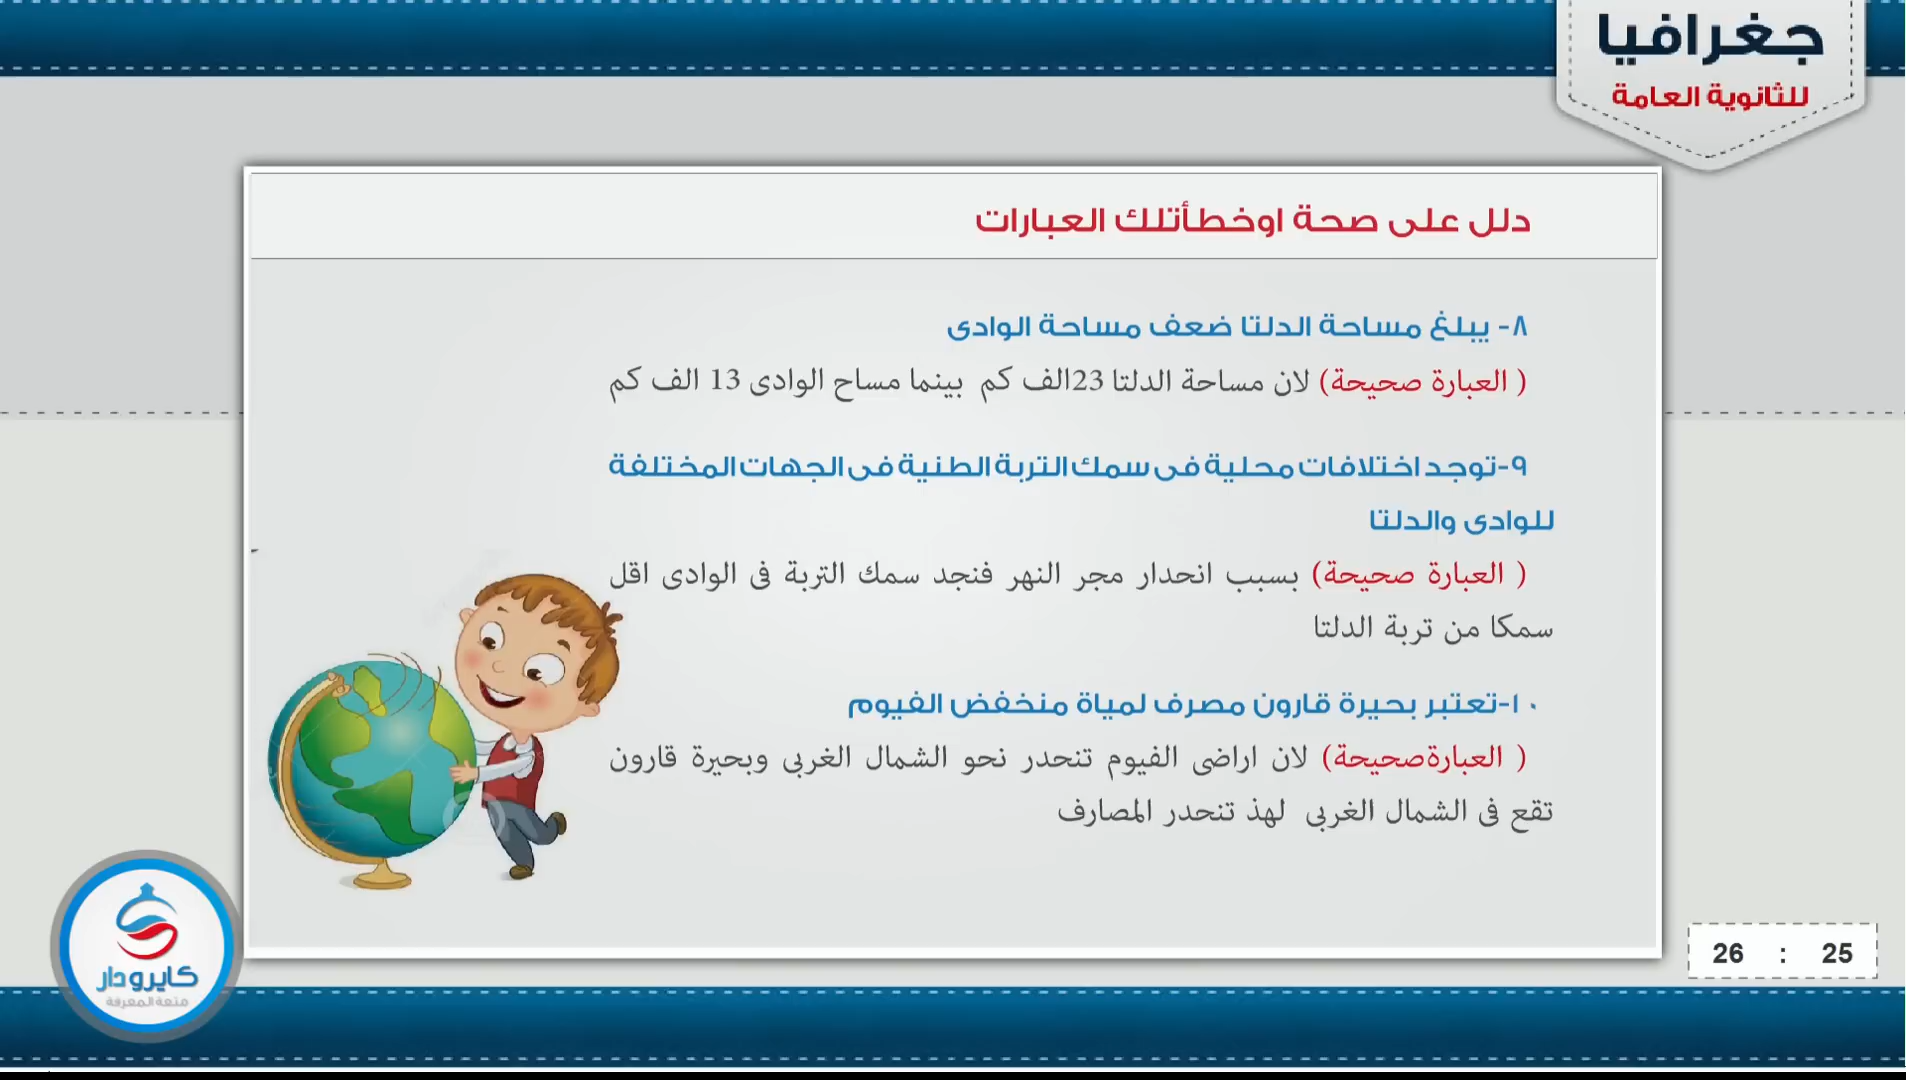 جغرافيا
للثانوية العامة
دلل على صحة اوخطأتلك العبارات
٨- يبلغ مساحة الدلتا ضعف مساحة الوادى
( العبارة صحيحة) لان مساحة الدلتا 23الف كم بينما مساح الوادى 13 الف كم
٩-توجد اختلافات محلية فى سمك التربة الطنية فى الجهات المختلفة
للوادى والدلتا
( العبارة صحيحة) بسبب انحدار مجر النهر فنجد سمك التربة فى الوادى اقل
سمكا من تربة الدلتا
١٠-تعتبر بحيرة قارون مصرف لمياة منخفض الفيوم
( العبارةصحيحة) لان اراضى الفيوم تنحدر نحو الشمال الغربى وبحيرة قارون
تقع فى الشمال الغربى لهذ تنحدر المصارف
كايرودار
متعة المعرفة
26 : 25